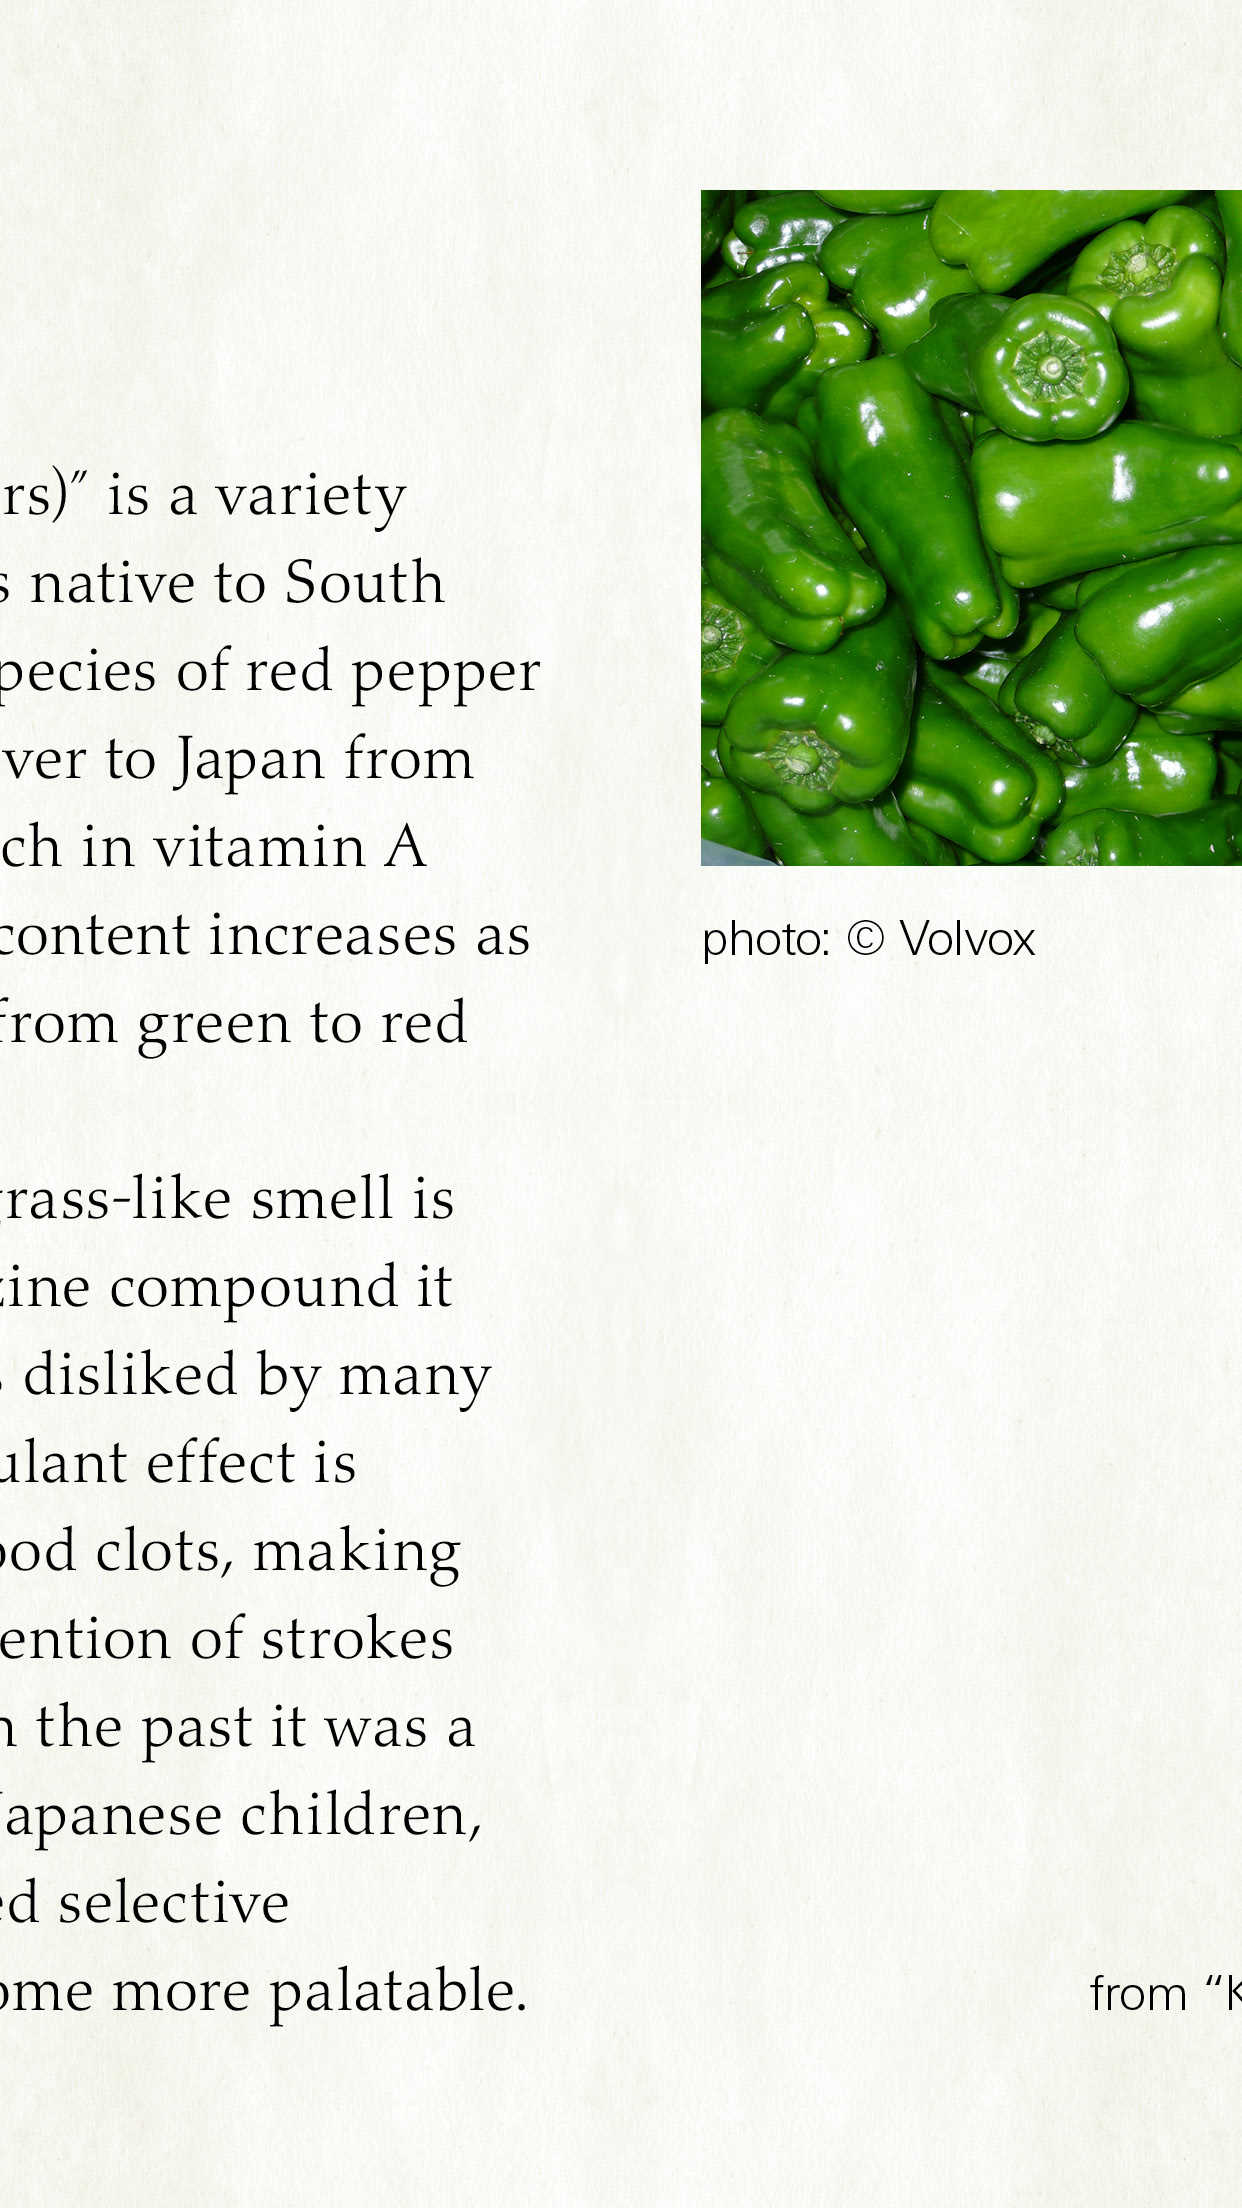 rs)” is a variety
s native to South
pecies of red pepper
ver to Japan from
ch in vitamin A
content increases as
from green to red
grass-like smell is
zine compound it
s disliked by many
ulant effect is
ood clots, making
ention of strokes
n the past it was a
Japanese children,
ed selective
ome more palatable.
photo: © Volvox
from “K